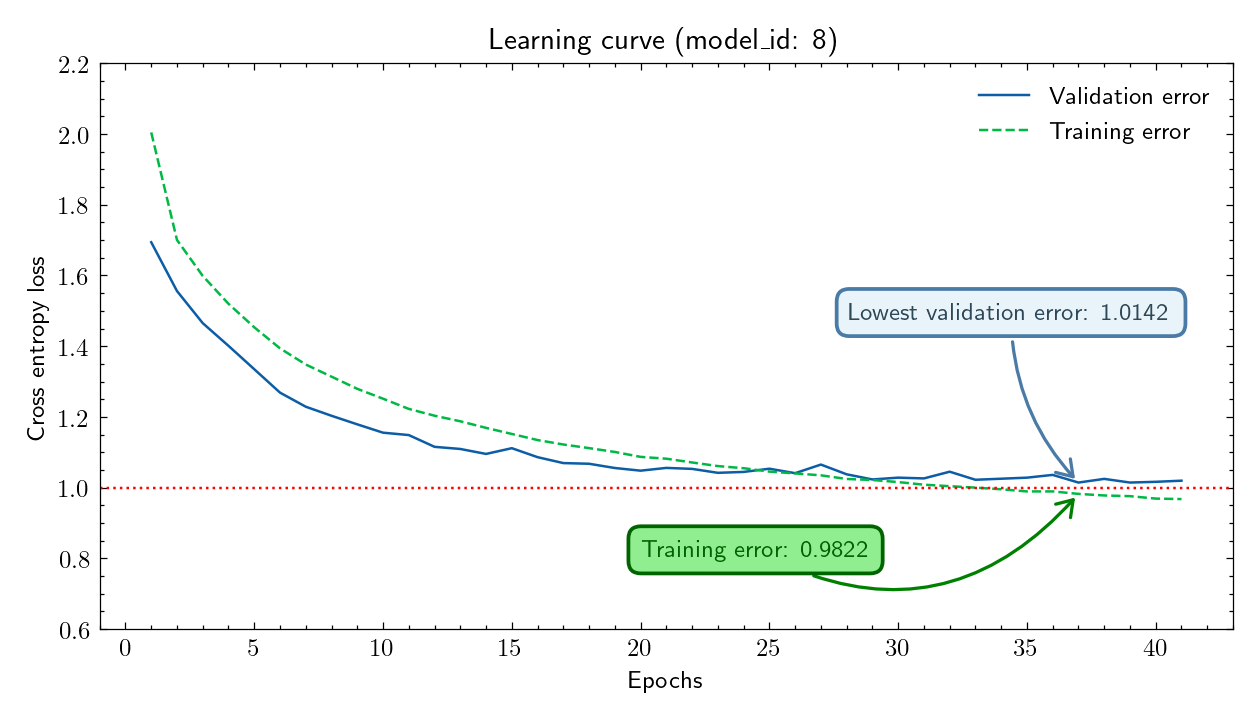 Learning curve (model_id: 8)
Validation error
Training error
Cross entropy loss
2.2
2.0
1.8
1.6
1.4
1.2
1.0
0.8
0.6
Lowest validation error: 1.0142
Training error: 0.9822
0 5 10 15 20 25 30 35 40
Epochs